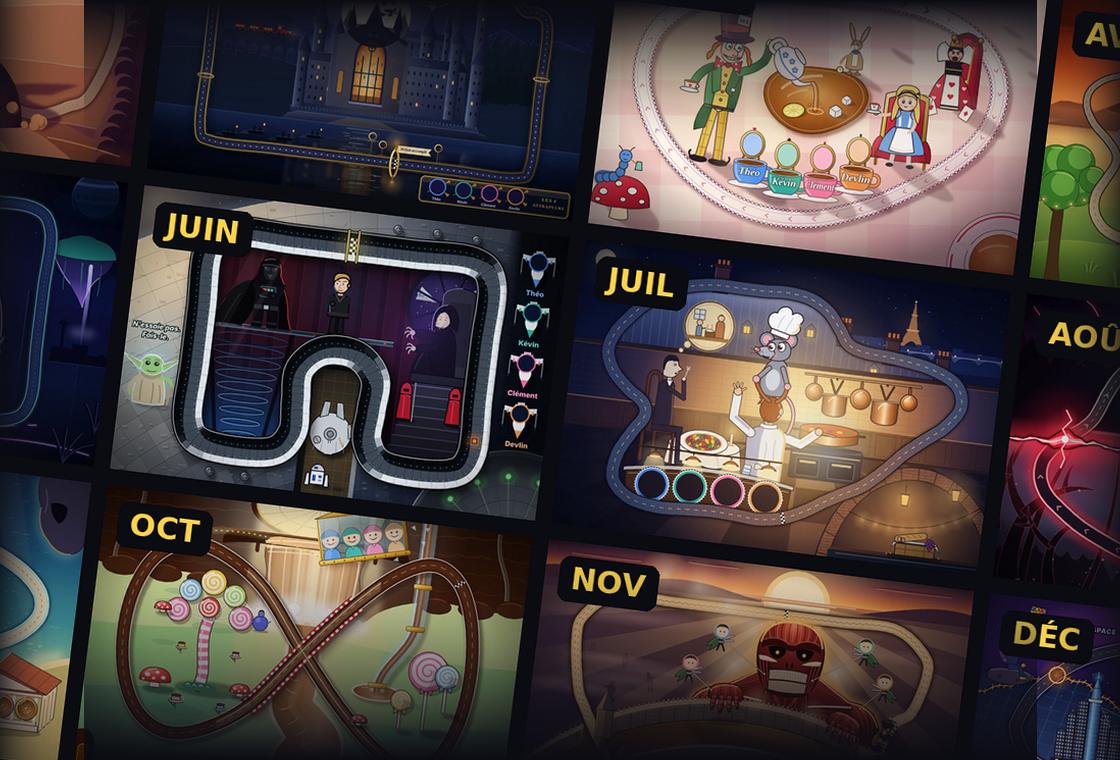 AV
Théo
Kévin
Clément
Devlin
JUIN
N'essaie pas.
Fais-le.
Théo
Kévin
Clément
Devlin
JUIL
AOÛ
OCT
NOV
DÉC